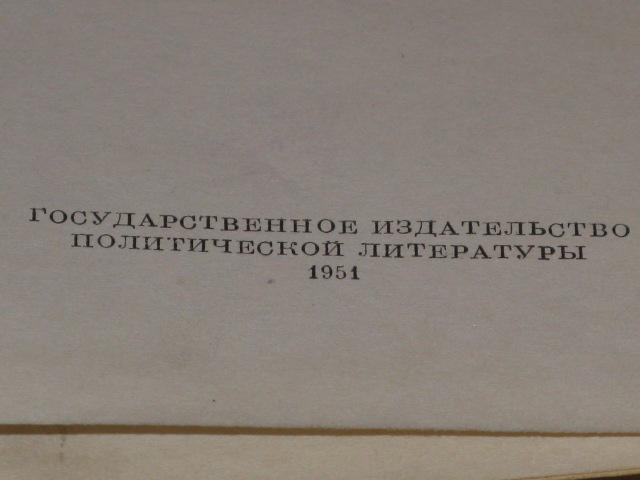 ГОСУДАРСТВЕННОЕ ИЗДАТЕЛЬСТВО
ПОЛИТИЧЕСКОЙ ЛИТЕРАТУРЫ
1951